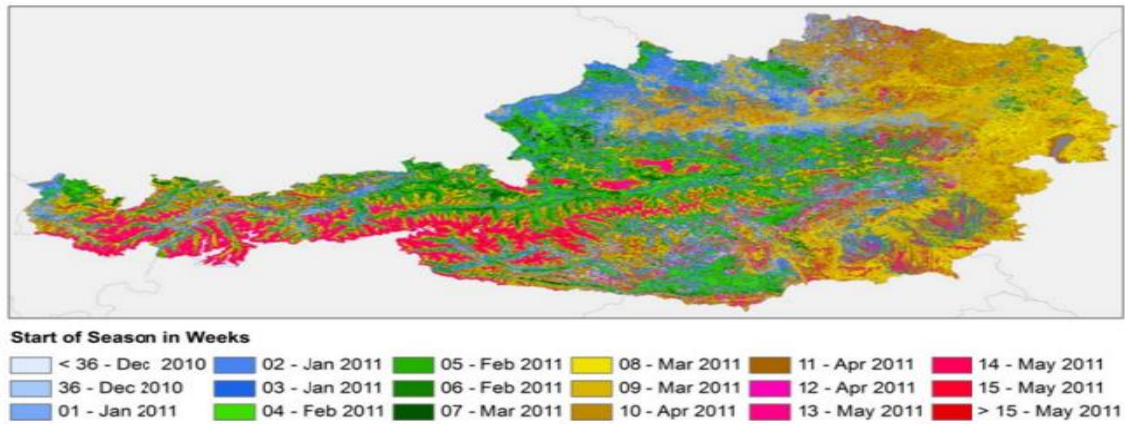 Start of Season in Weeks
< 36 - Dec 2010 02 - Jan 2011 05 - Feb 2011 08 - Mar 2011 11 - Apr 2011 14 - May 2011
36 - Dec 2010 03 - Jan 2011 06 - Feb 2011 09 - Mar 2011 12 - Apr 2011 15 - May 2011
01 - Jan 2011 04 - Feb 2011 07 - Mar 2011 10 - Apr 2011 13 - May 2011 > 15 - May 2011